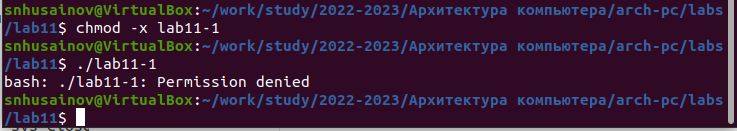 snhusainov@VirtualBox:~/work/study/2022-2023/Архитектура компьютера/arch-pc/labs
/lab11$ chmod -x lab11-1
snhusainov@VirtualBox:~/work/study/2022-2023/Архитектура компьютера/arch-pc/labs
/lab11$ ./lab11-1
bash: ./lab11-1: Permission denied
snhusainov@VirtualBox:~/work/study/2022-2023/Архитектура компьютера/arch-pc/labs
/lab11$